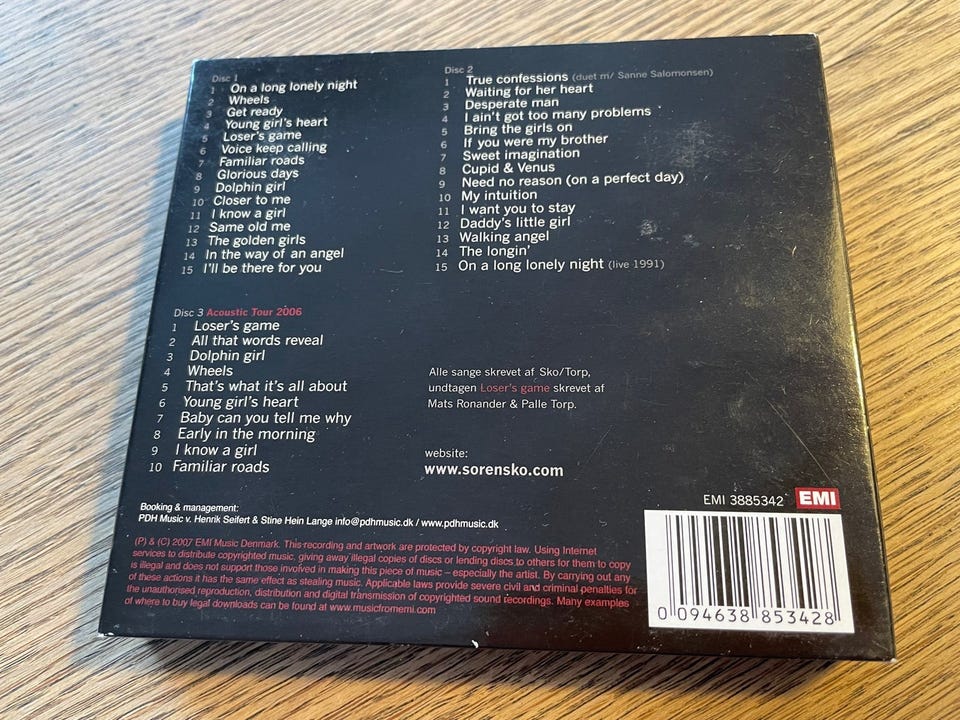 Disc 1
1 On a long lonely night
2 Wheels
3 Get ready
4 Young girl's heart
5 Loser's game
6 Voice keep calling
7 Familiar roads
8 Glorious days
9 Dolphin girl
10 Closer to me
11 I know a girl
12 Same old me
13 The golden girls
14 In the way of an angel
15 I'll be there for you
Disc 2
1 True confessions (duet m/ Sanne Salomonsen)
2 Waiting for her heart
3 Desperate man
4 I ain't got too many problems
5 Bring the girls on
6 If you were my brother
7 Sweet imagination
8 Cupid & Venus
9 Need no reason (on a perfect day)
10 My intuition
11 I want you to stay
12 Daddy's little girl
13 Walking angel
14 The longin'
15 On a long lonely night (live 1991)
Disc 3 Acoustic Tour 2006
1 Loser's game
2 All that words reveal
3 Dolphin girl
4 Wheels
5 That's what it's all about
6 Young girl's heart
7 Baby can you tell me why
8 Early in the morning
9 I know a girl
10 Familiar roads
Alle sange skrevet af Sko/Torp,
undtagen Loser's game skrevet af
Mats Ronander & Palle Torp.
website:
www.sorensko.com
EMI 3885342 EMI
Booking & management:
PDH Music v. Henrik Seifert & Stine Hein Lange info@pdhmusic.dk / www.pdhmusic.dk
(P) & (C) 2007 EMI Music Denmark. This recording and artwork are protected by copyright law. Using Internet
services to distribute copyrighted music, giving away illegal copies of discs or lending discs to others for them to copy
is illegal and does not support those involved in making this piece of music – especially the artist. By carrying out any
of these actions it has the same effect as stealing music. Applicable laws provide severe civil and criminal penalties for
the unauthorised reproduction, distribution and digital transmission of copyrighted sound recordings. Many examples
of where to buy legal downloads can be found at www.musicfromemi.com
0 094638 853428